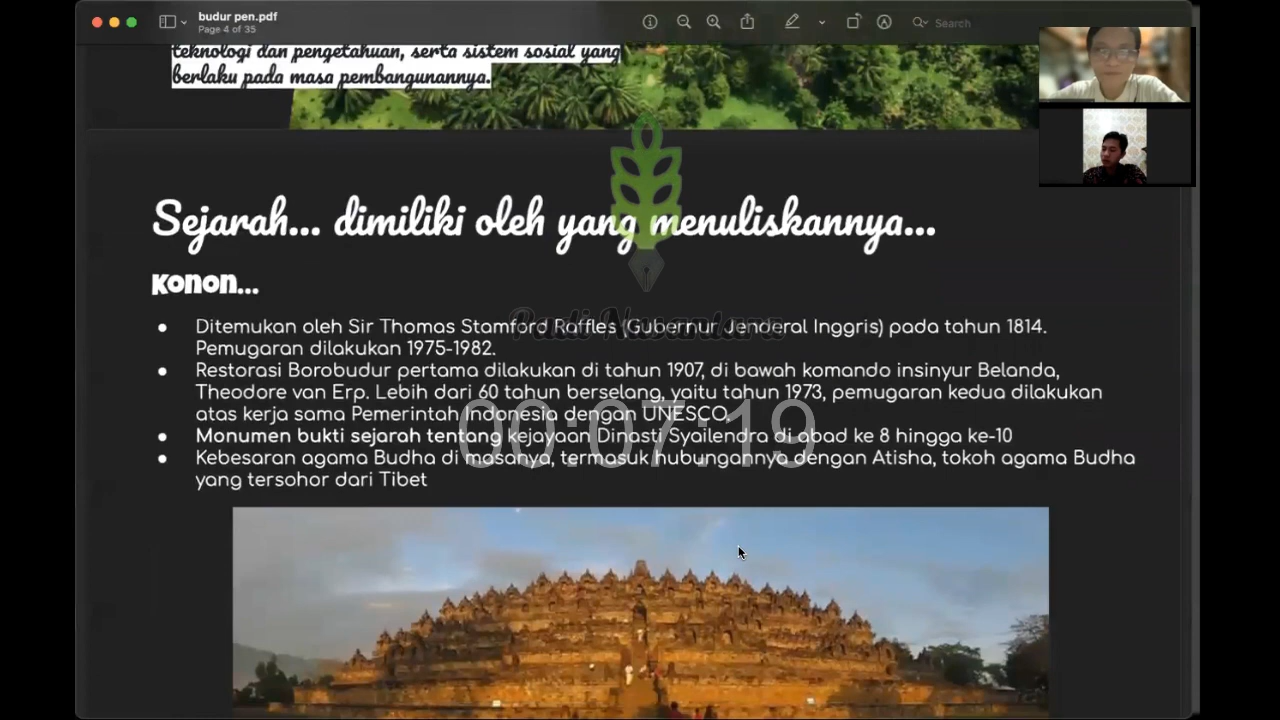 budur pen.pdf
Page 4 of 35
Search
teknologi dan pengetahuan, serta sistem sosial yang
berlaku pada masa pembangunannya.
Sejarah... dimiliki oleh yang menuliskannya...
Konon...
Padi Nusantara
● Ditemukan oleh Sir Thomas Stamford Raffles (Gubernur Jenderal Inggris) pada tahun 1814.
Pemugaran dilakukan 1975-1982.
● Restorasi Borobudur pertama dilakukan di tahun 1907, di bawah komando insinyur Belanda,
Theodore van Erp. Lebih dari 60 tahun berselang, yaitu tahun 1973, pemugaran kedua dilakukan
atas kerja sama Pemerintah Indonesia dengan UNESCO.
00:07:19
● Monumen bukti sejarah tentang kejayaan Dinasti Syailendra di abad ke 8 hingga ke-10
● Kebesaran agama Budha di masanya, termasuk hubungannya dengan Atisha, tokoh agama Budha
yang tersohor dari Tibet